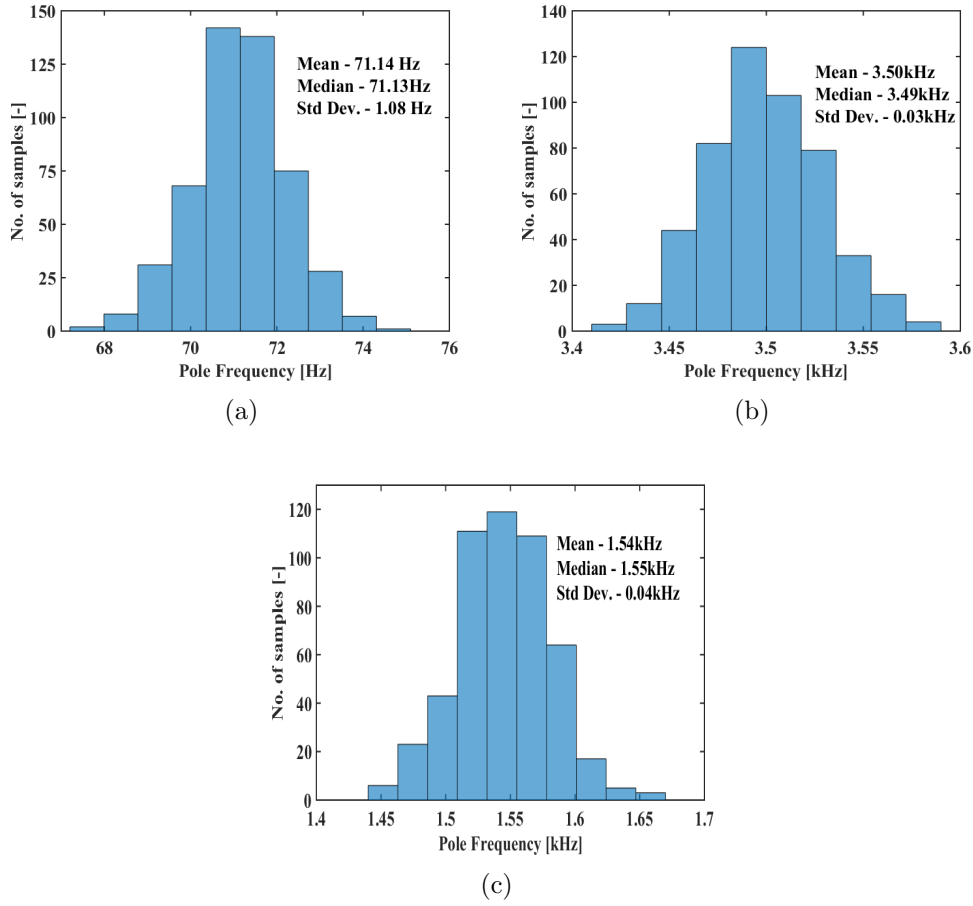 150
125
100
75
50
25
0
No. of samples [-]
Mean - 71.14 Hz
Median - 71.13Hz
Std Dev. - 1.08 Hz
68 70 72 74 76
Pole Frequency [Hz]
(a)
140
120
100
80
60
40
20
0
No. of samples [-]
Mean - 3.50kHz
Median - 3.49kHz
Std Dev. - 0.03kHz
3.4 3.45 3.5 3.55 3.6
Pole Frequency [kHz]
(b)
120
100
80
60
40
20
0
No. of samples [-]
Mean - 1.54kHz
Median - 1.55kHz
Std Dev. - 0.04kHz
1.4 1.45 1.5 1.55 1.6 1.65 1.7
Pole Frequency [kHz]
(c)